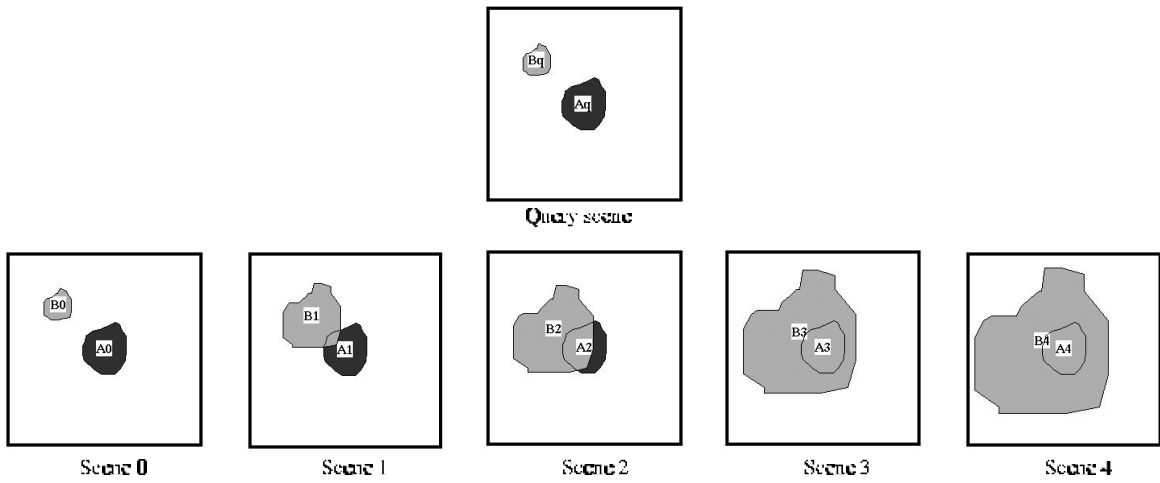 Bq
Aq
Query scene
B0
A0
B1
A1
B2
A2
B3
A3
B4
A4
Scene 0
Scene 1
Scene 2
Scene 3
Scene 4